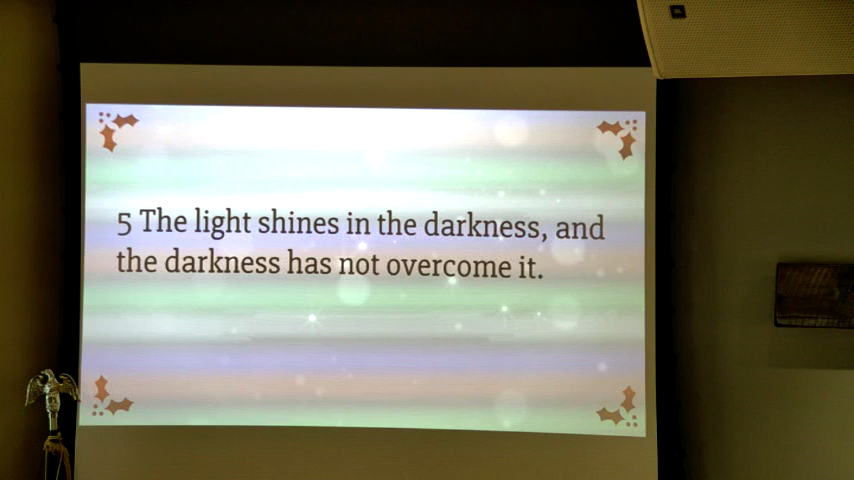 5 The light shines in the darkness, and
the darkness has not overcome it.